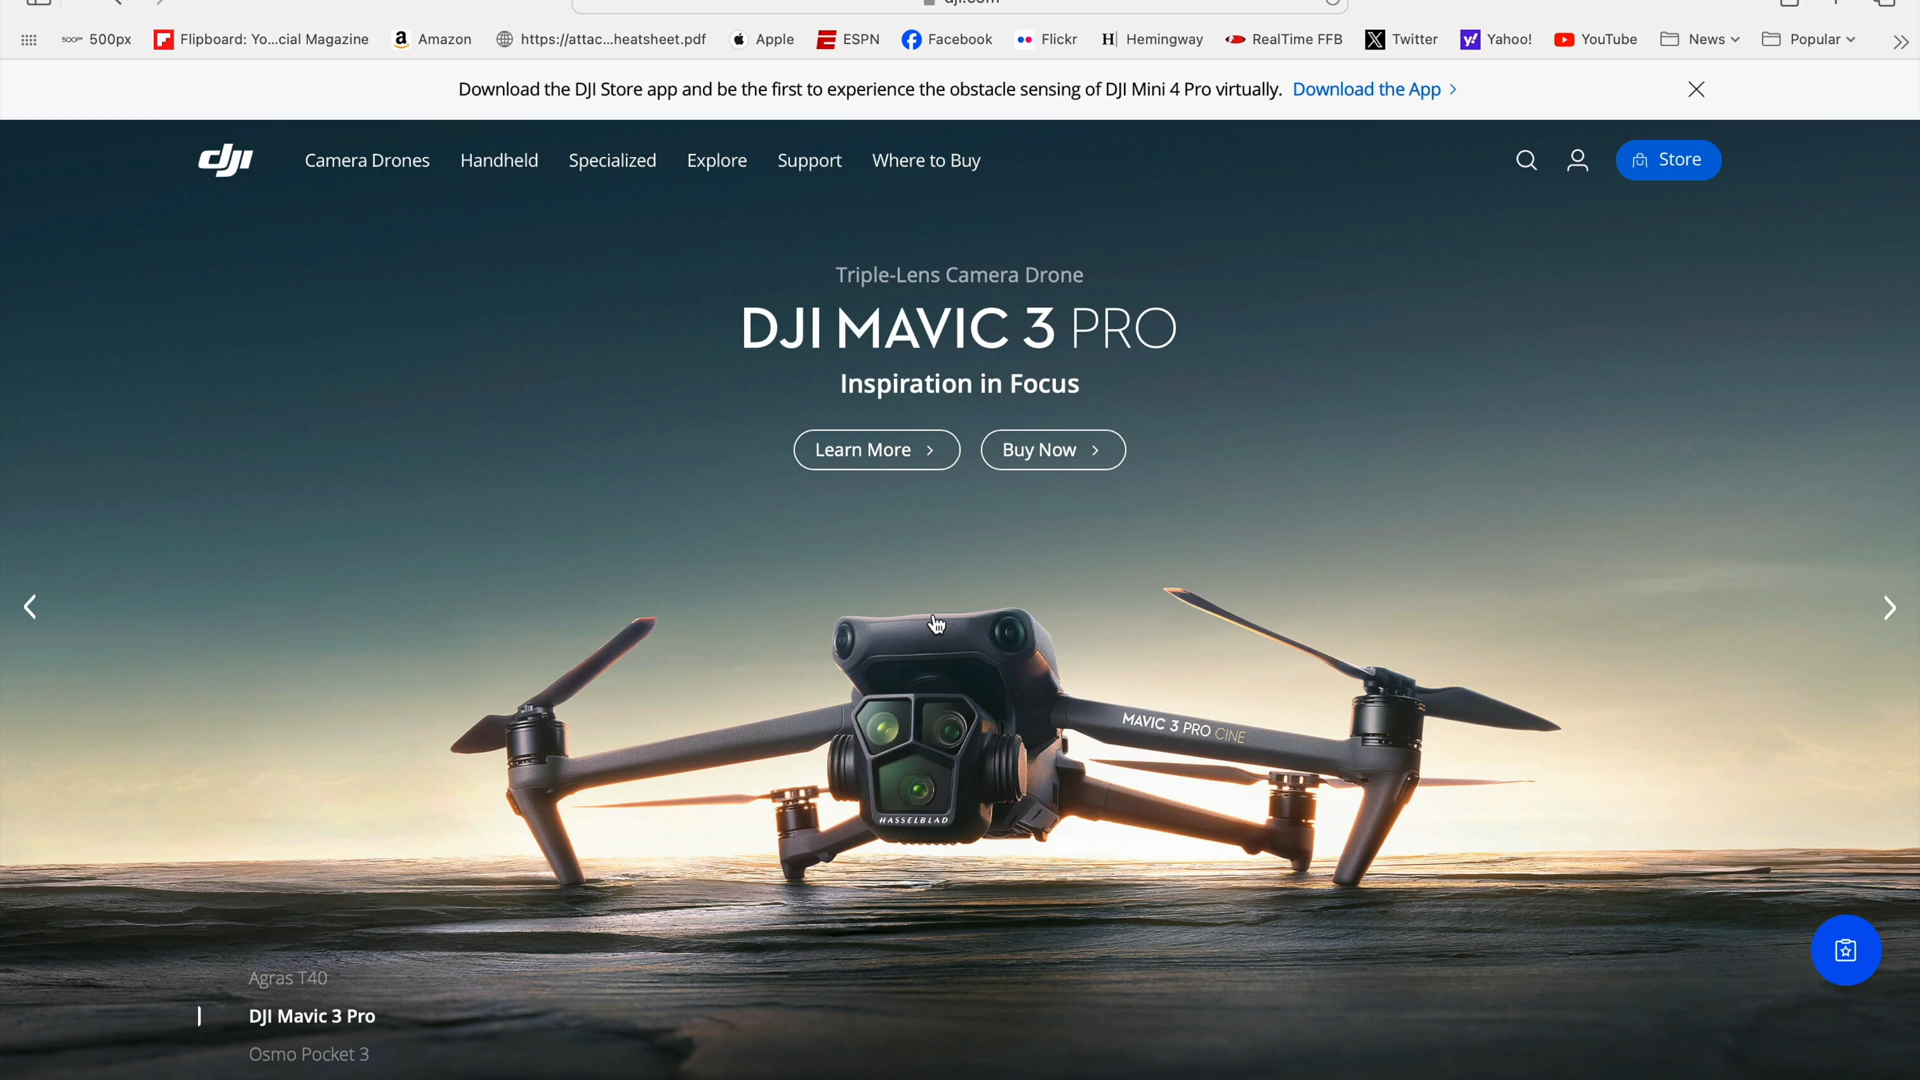 dji.com
500px Flipboard: Yo...cial Magazine Amazon https://attac...heatsheet.pdf Apple ESPN Facebook Flickr Hemingway RealTime FFB Twitter Yahoo! YouTube News Popular
Download the DJI Store app and be the first to experience the obstacle sensing of DJI Mini 4 Pro virtually. Download the App >
dji Camera Drones Handheld Specialized Explore Support Where to Buy Store
Triple-Lens Camera Drone
DJI MAVIC 3 PRO
Inspiration in Focus
Learn More > Buy Now >
MAVIC 3 PRO CINE
HASSELBLAD
Agras T40
DJI Mavic 3 Pro
Osmo Pocket 3